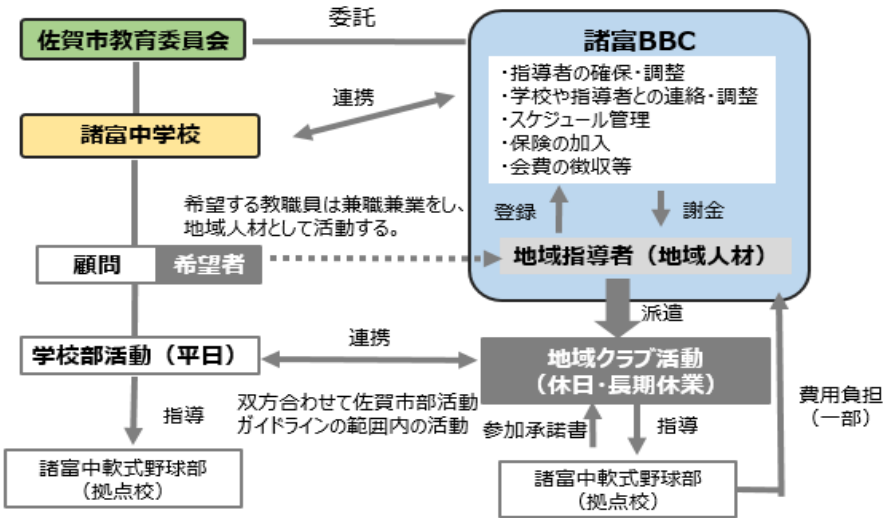 佐賀市教育委員会
委託
諸富BBC
・指導者の確保・調整
・学校や指導者との連絡・調整
・スケジュール管理
・保険の加入
・会費の徴収等
連携
諸富中学校
希望する教職員は兼職兼業をし、
地域人材として活動する。
登録
謝金
顧問
希望者
地域指導者（地域人材）
派遣
学校部活動（平日）
連携
地域クラブ活動
（休日・長期休業）
双方合わせて佐賀市部活動
ガイドラインの範囲内の活動
指導
参加承諾書
指導
費用負担
（一部）
諸富中軟式野球部
（拠点校）
諸富中軟式野球部
（拠点校）